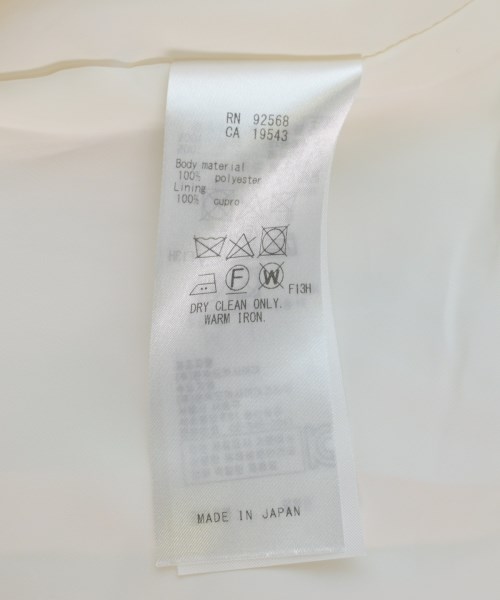 RN 92568
CA 19543
Body material
100% polyester
Lining
100% cupro
F
W
F13H
DRY CLEAN ONLY.
WARM IRON.
MADE IN JAPAN